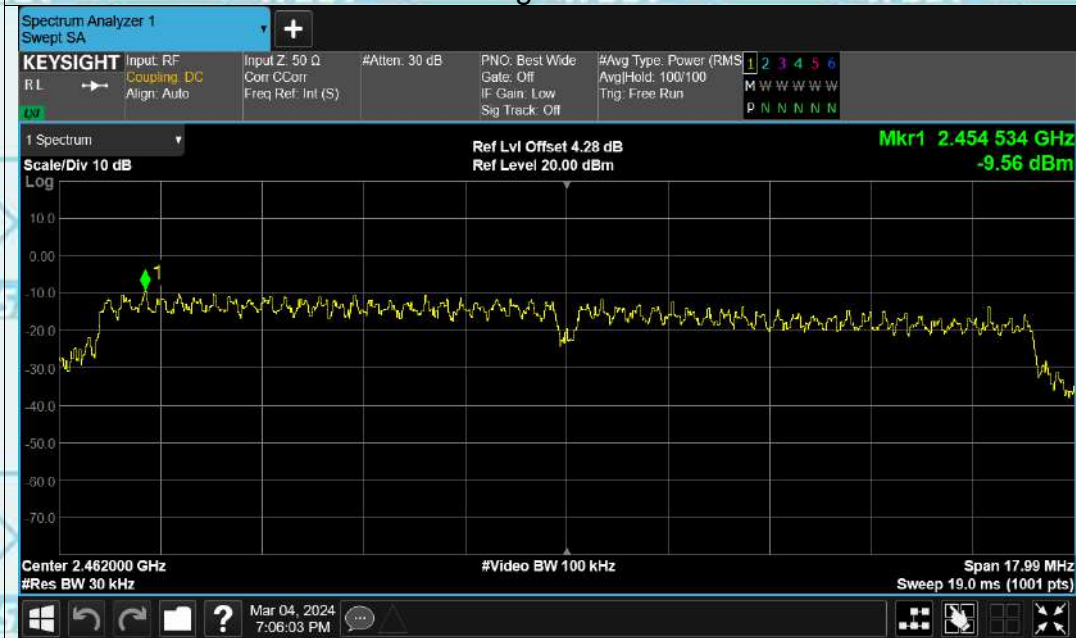 Spectrum Analyzer 1
Swept SA
+
KEYSIGHT
R L
LXI
Input: RF
Coupling: DC
Align: Auto
Input Z: 50 Ω
Corr CCorr
Freq Ref: Int (S)
#Atten: 30 dB
PNO: Best Wide
Gate: Off
IF Gain: Low
Sig Track: Off
#Avg Type: Power (RMS
Avg|Hold: 100/100
Trig: Free Run
1 2 3 4 5 6
M W W W W W
P N N N N N
1 Spectrum
Scale/Div 10 dB
Log
Ref Lvl Offset 4.28 dB
Ref Level 20.00 dBm
Mkr1 2.454 534 GHz
-9.56 dBm
10.0
0.00
-10.0
-20.0
-30.0
-40.0
-50.0
-60.0
-70.0
1
Center 2.462000 GHz
#Res BW 30 kHz
#Video BW 100 kHz
Span 17.99 MHz
Sweep 19.0 ms (1001 pts)
?
Mar 04, 2024
7:06:03 PM